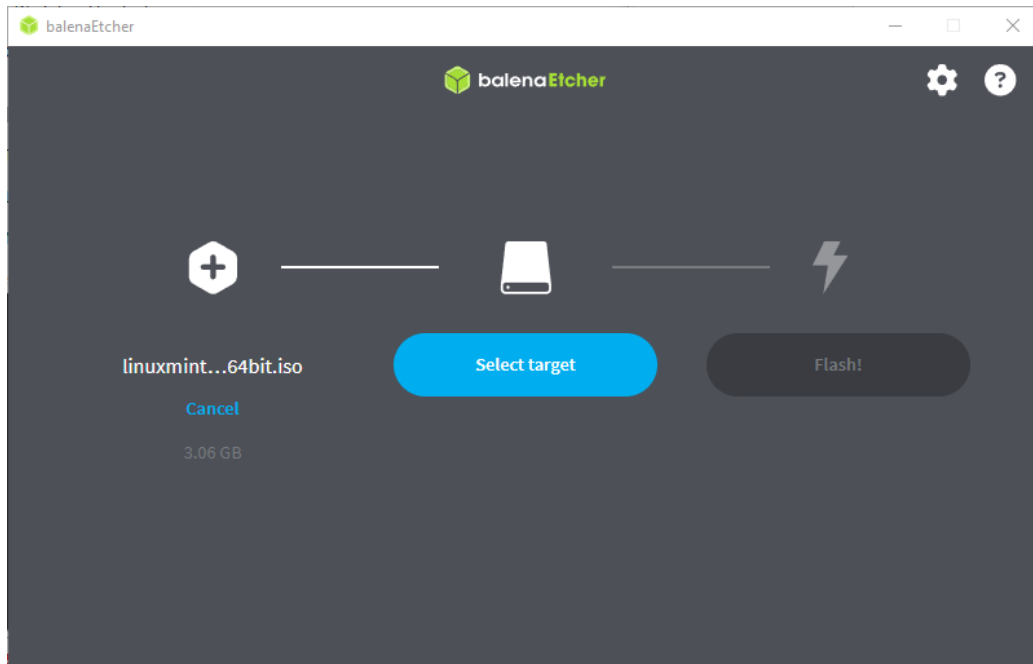 balenaEtcher
balenaEtcher
?
linuxmint...64bit.iso
Select target
Flash!
Cancel
3.06 GB